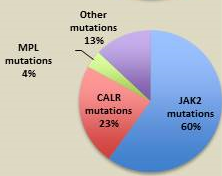 Other
mutations
13%
MPL
mutations
4%
CALR
mutations
23%
JAK2
mutations
60%